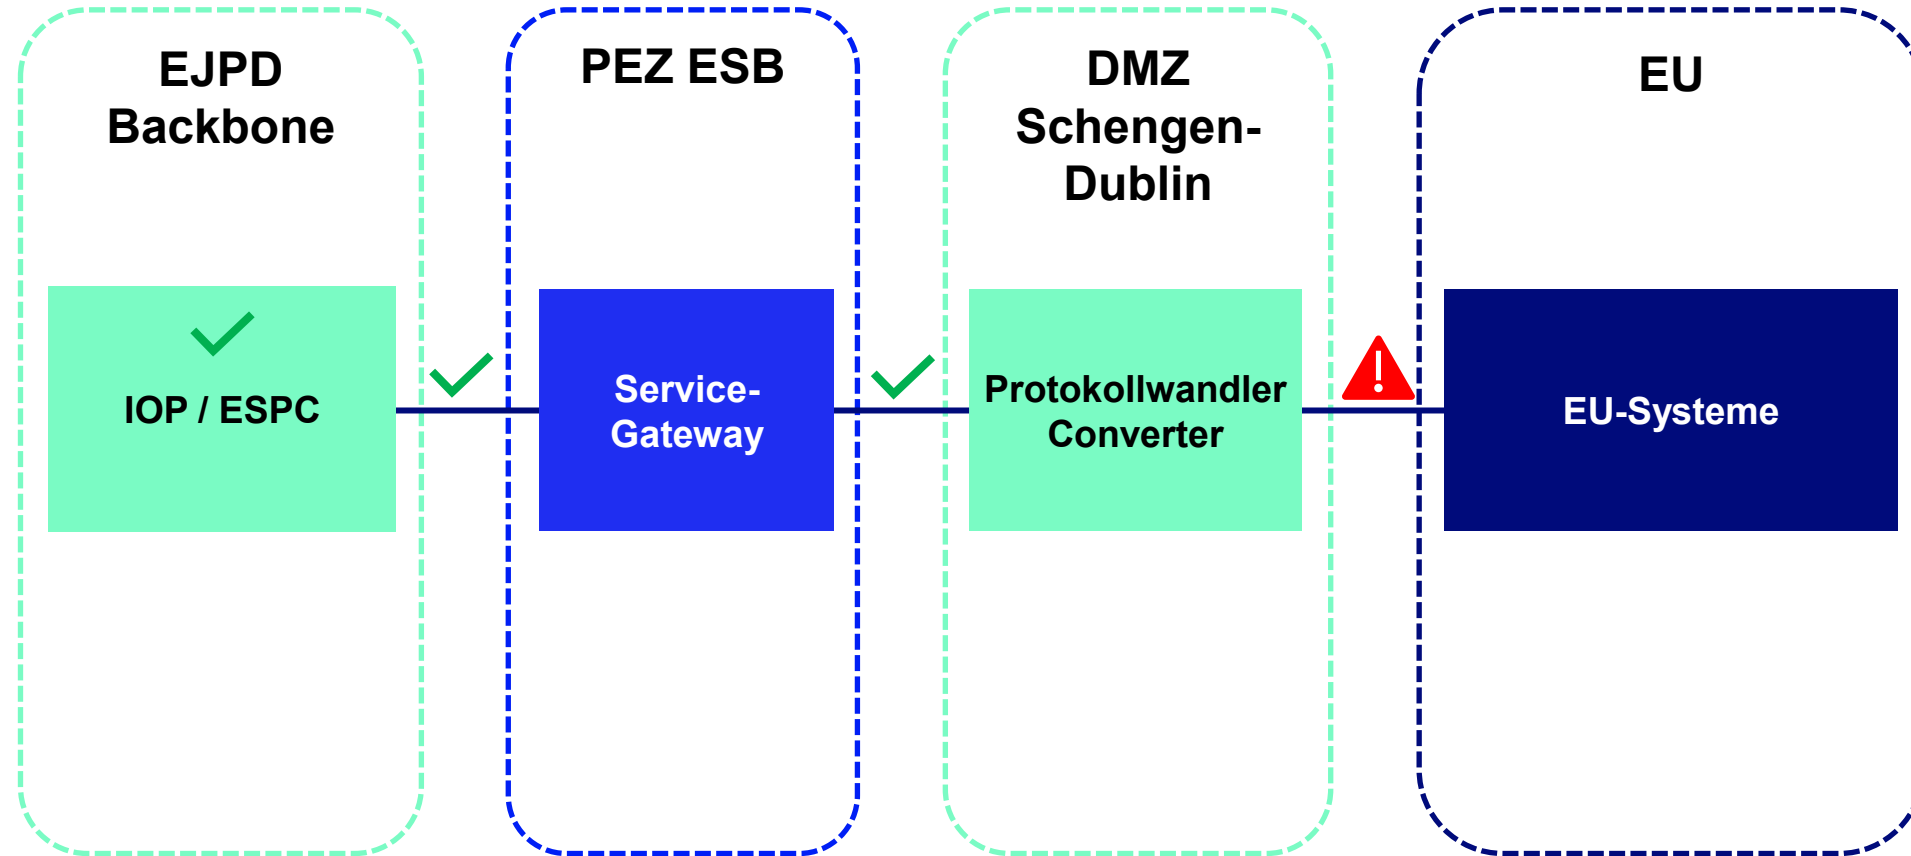 EJPD
Backbone
PEZ ESB
DMZ
Schengen-
Dublin
EU
IOP / ESPC
Service-
Gateway
Protokollwandler
Converter
EU-Systeme